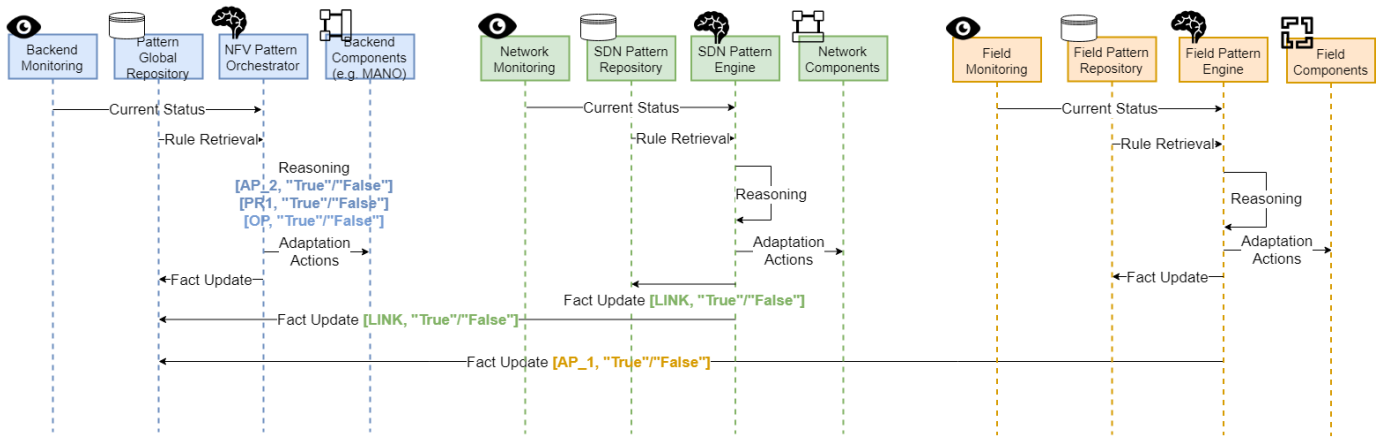 Backend
Monitoring
Pattern
Global
Repository
NFV Pattern
Orchestrator
Backend
Components
(e.g. MANO)
Network
Monitoring
SDN Pattern
Repository
SDN Pattern
Engine
Network
Components
Field
Monitoring
Field Pattern
Repository
Field Pattern
Engine
Field
Components
Current Status
Rule Retrieval
Reasoning
[AP_2, "True"/"False"]
[PR1, "True"/"False"]
[OP, "True"/"False"]
Adaptation
Actions
Fact Update
Current Status
Rule Retrieval
Reasoning
Adaptation
Actions
Fact Update [LINK, "True"/"False"]
Fact Update [LINK, "True"/"False"]
Current Status
Rule Retrieval
Reasoning
Adaptation
Actions
Fact Update
Fact Update [AP_1, "True"/"False"]